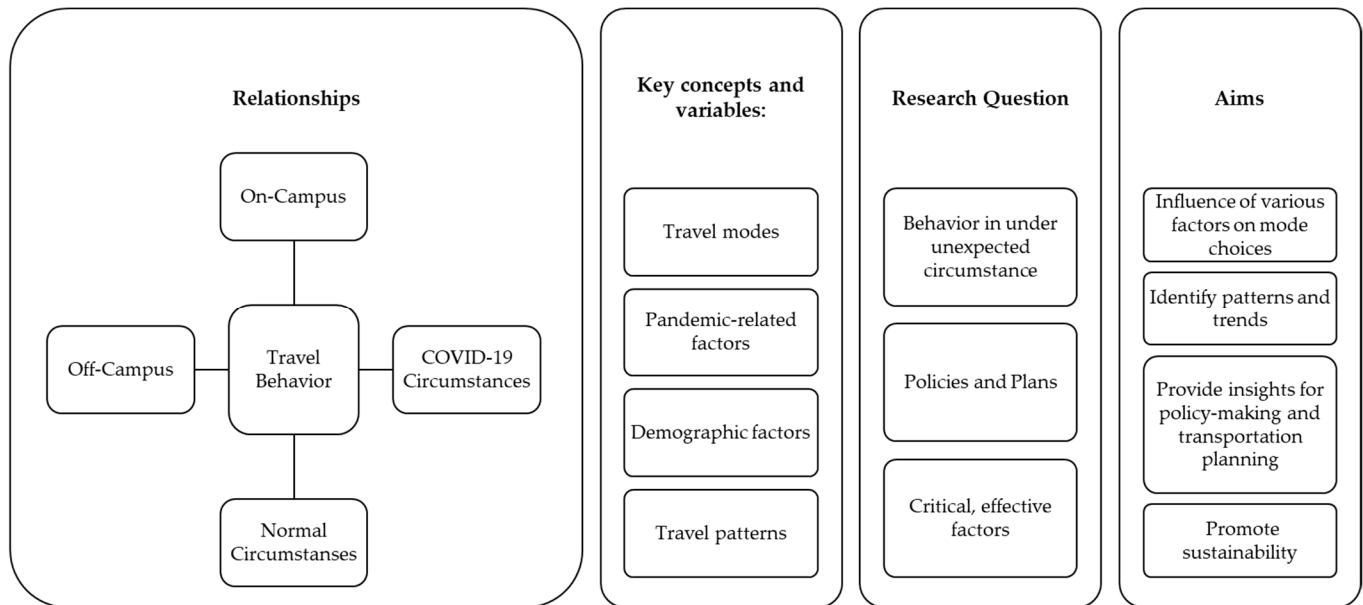 Relationships
On-Campus
Off-Campus
Travel
Behavior
COVID-19
Circumstances
Normal
Circumstanses
Key concepts and
variables:
Travel modes
Pandemic-related
factors
Demographic factors
Travel patterns
Research Question
Behavior in under
unexpected
circumstance
Policies and Plans
Critical, effective
factors
Aims
Influence of various
factors on mode
choices
Identify patterns and
trends
Provide insights for
policy-making and
transportation
planning
Promote
sustainability